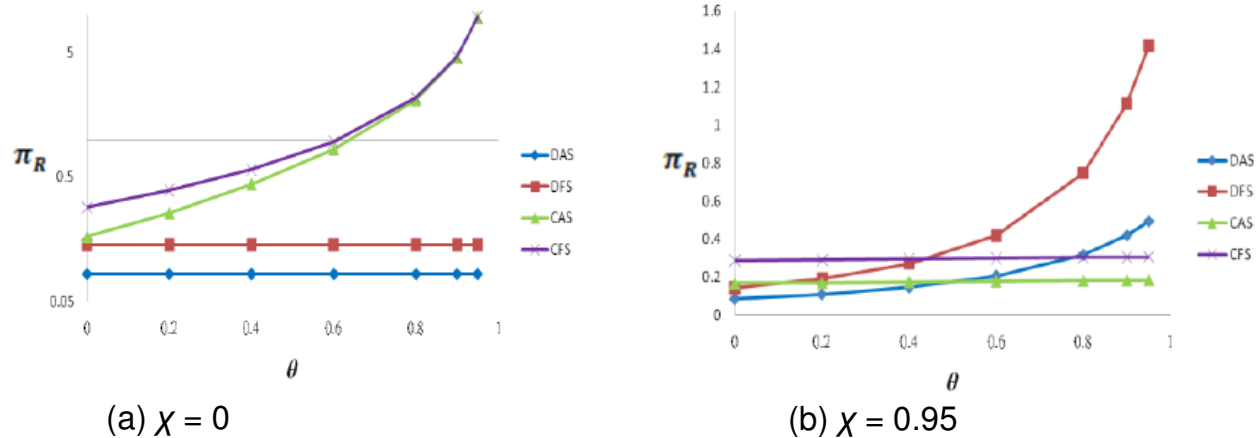 5
π_R
0.5
0.05
0 0.2 0.4 0.6 0.8 1
θ
DAS
DFS
CAS
CFS
(a) χ = 0
1.6
1.4
1.2
1
π_R 0.8
0.6
0.4
0.2
0
0 0.2 0.4 0.6 0.8 1
θ
DAS
DFS
CAS
CFS
(b) χ = 0.95